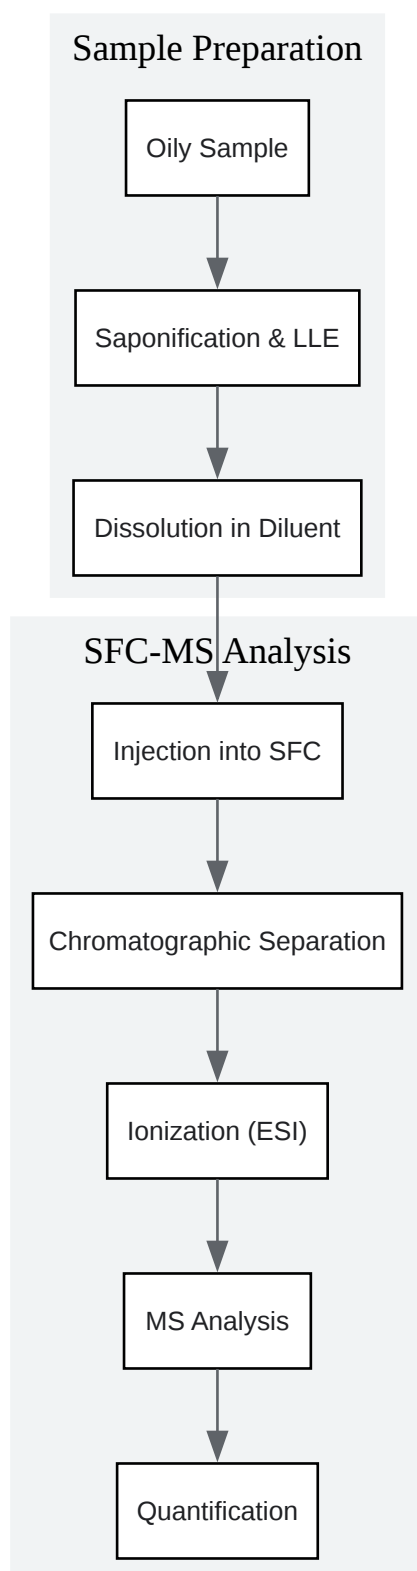 Sample Preparation
Oily Sample
Saponification & LLE
Dissolution in Diluent
SFC-MS Analysis
Injection into SFC
Chromatographic Separation
Ionization (ESI)
MS Analysis
Quantification